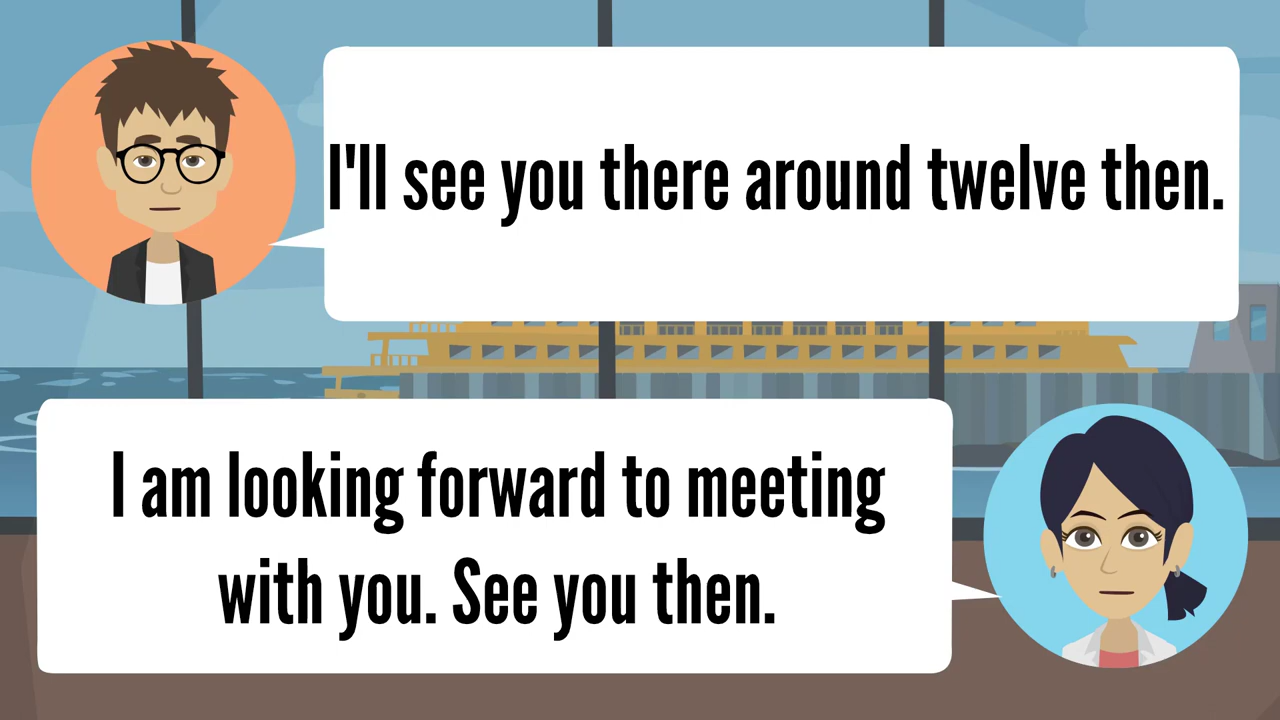 I'll see you there around twelve then.
I am looking forward to meeting
with you. See you then.